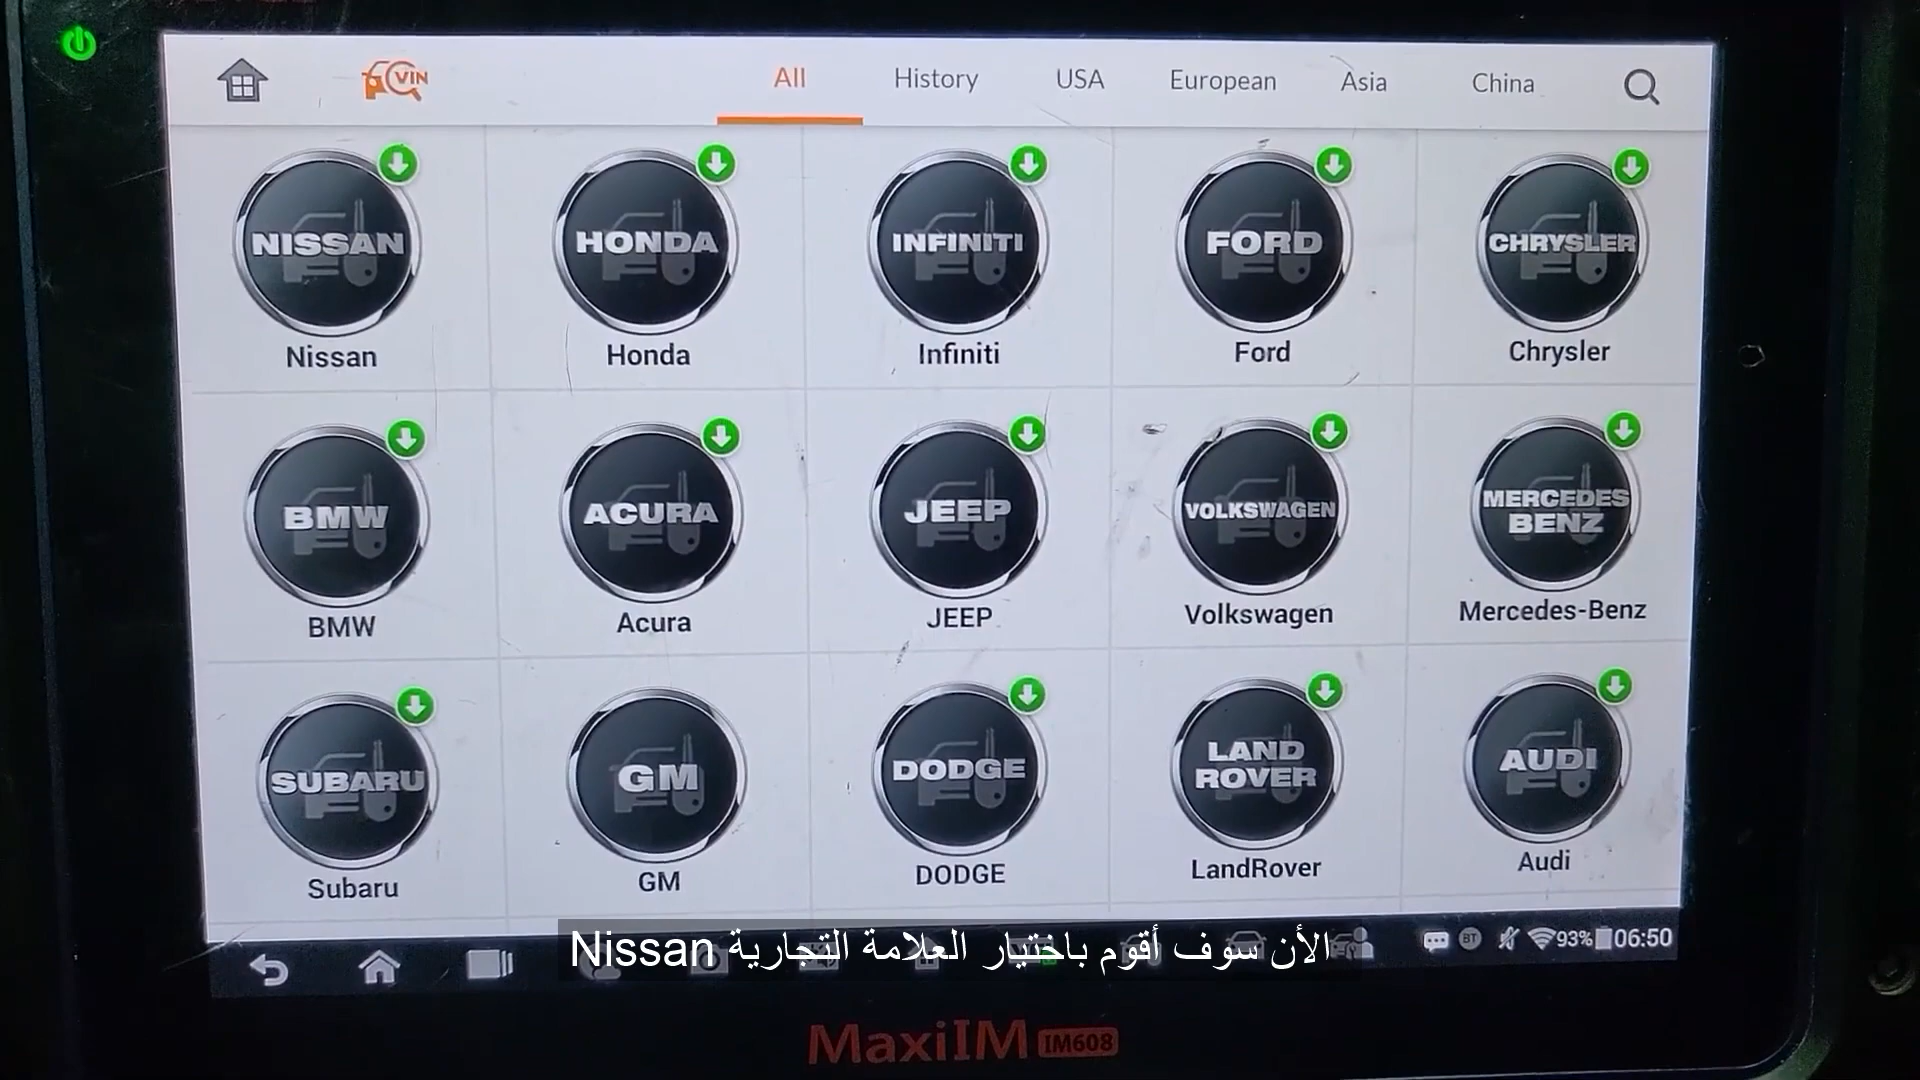 VIN
All
History
USA
European
Asia
China
NISSAN
HONDA
INFINITI
FORD
CHRYSLER
Nissan
Honda
Infiniti
Ford
Chrysler
BMW
ACURA
JEEP
VOLKSWAGEN
MERCEDES
BENZ
BMW
Acura
JEEP
Volkswagen
Mercedes-Benz
SUBARU
GM
DODGE
LAND
ROVER
AUDI
Subaru
GM
DODGE
LandRover
Audi
الأن سوف أقوم باختيار العلامة التجارية Nissan
BT
93%
06:50
MaxiIM IM608